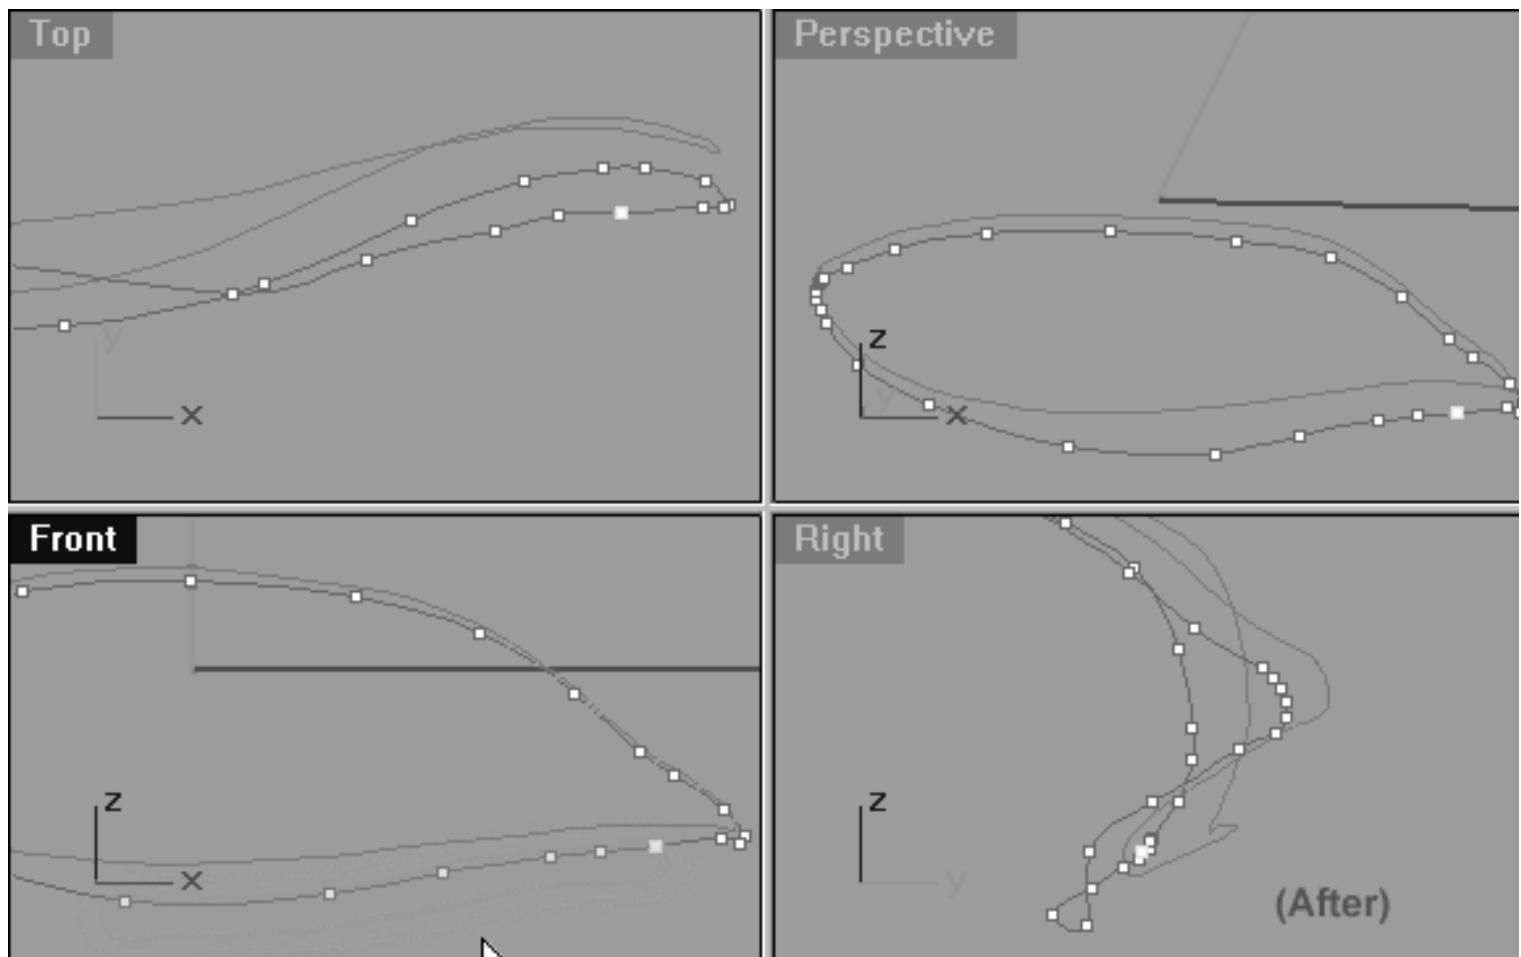 Top
Perspective
y
x
z
y
x
Front
Right
z
x
z
y
(After)